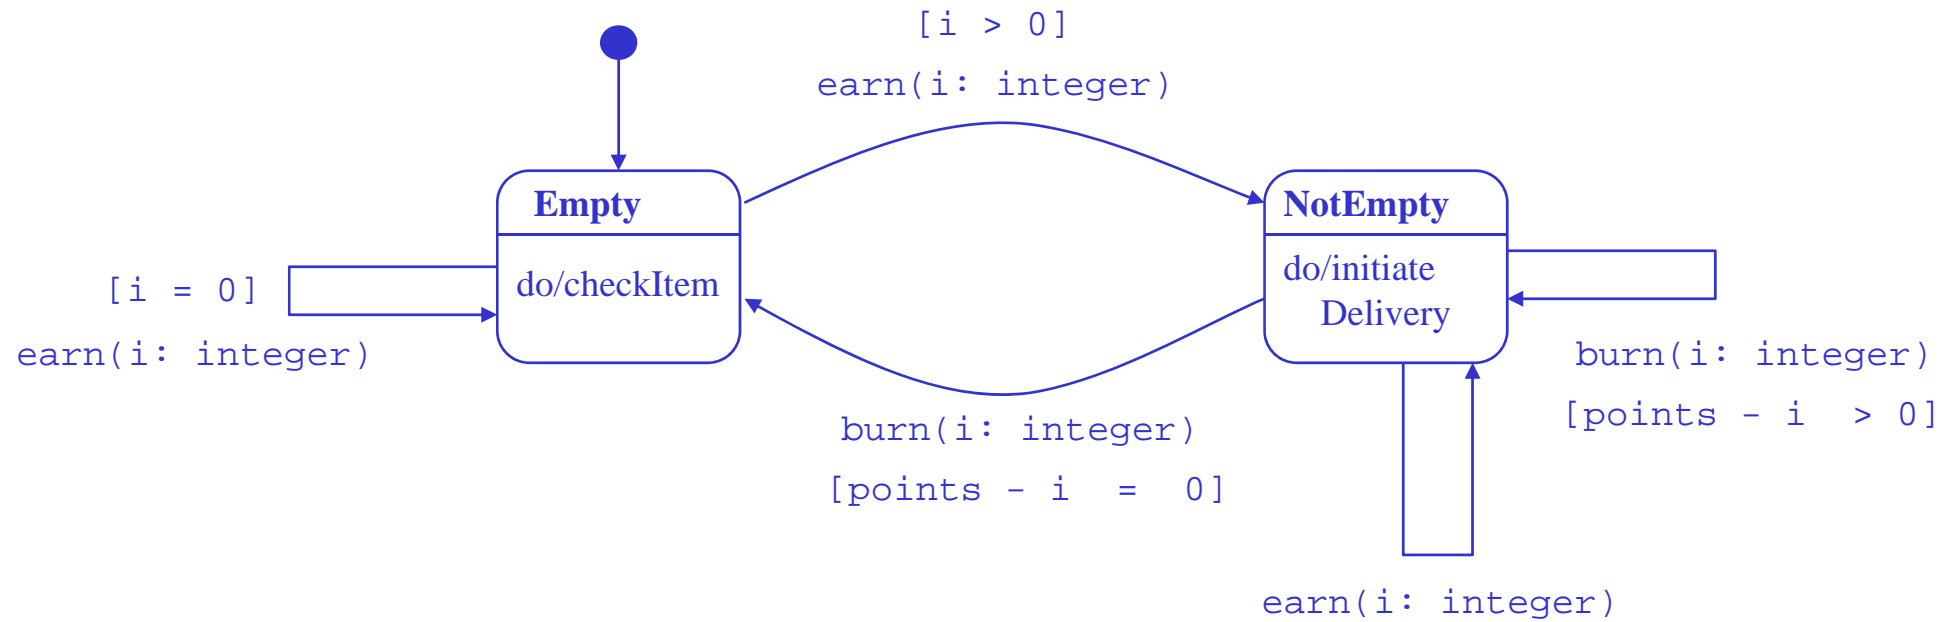 [i > 0]
earn(i: integer)
Empty
do/checkItem
NotEmpty
do/initiate
Delivery
[i = 0]
earn(i: integer)
burn(i: integer)
[points - i = 0]
burn(i: integer)
[points - i > 0]
earn(i: integer)